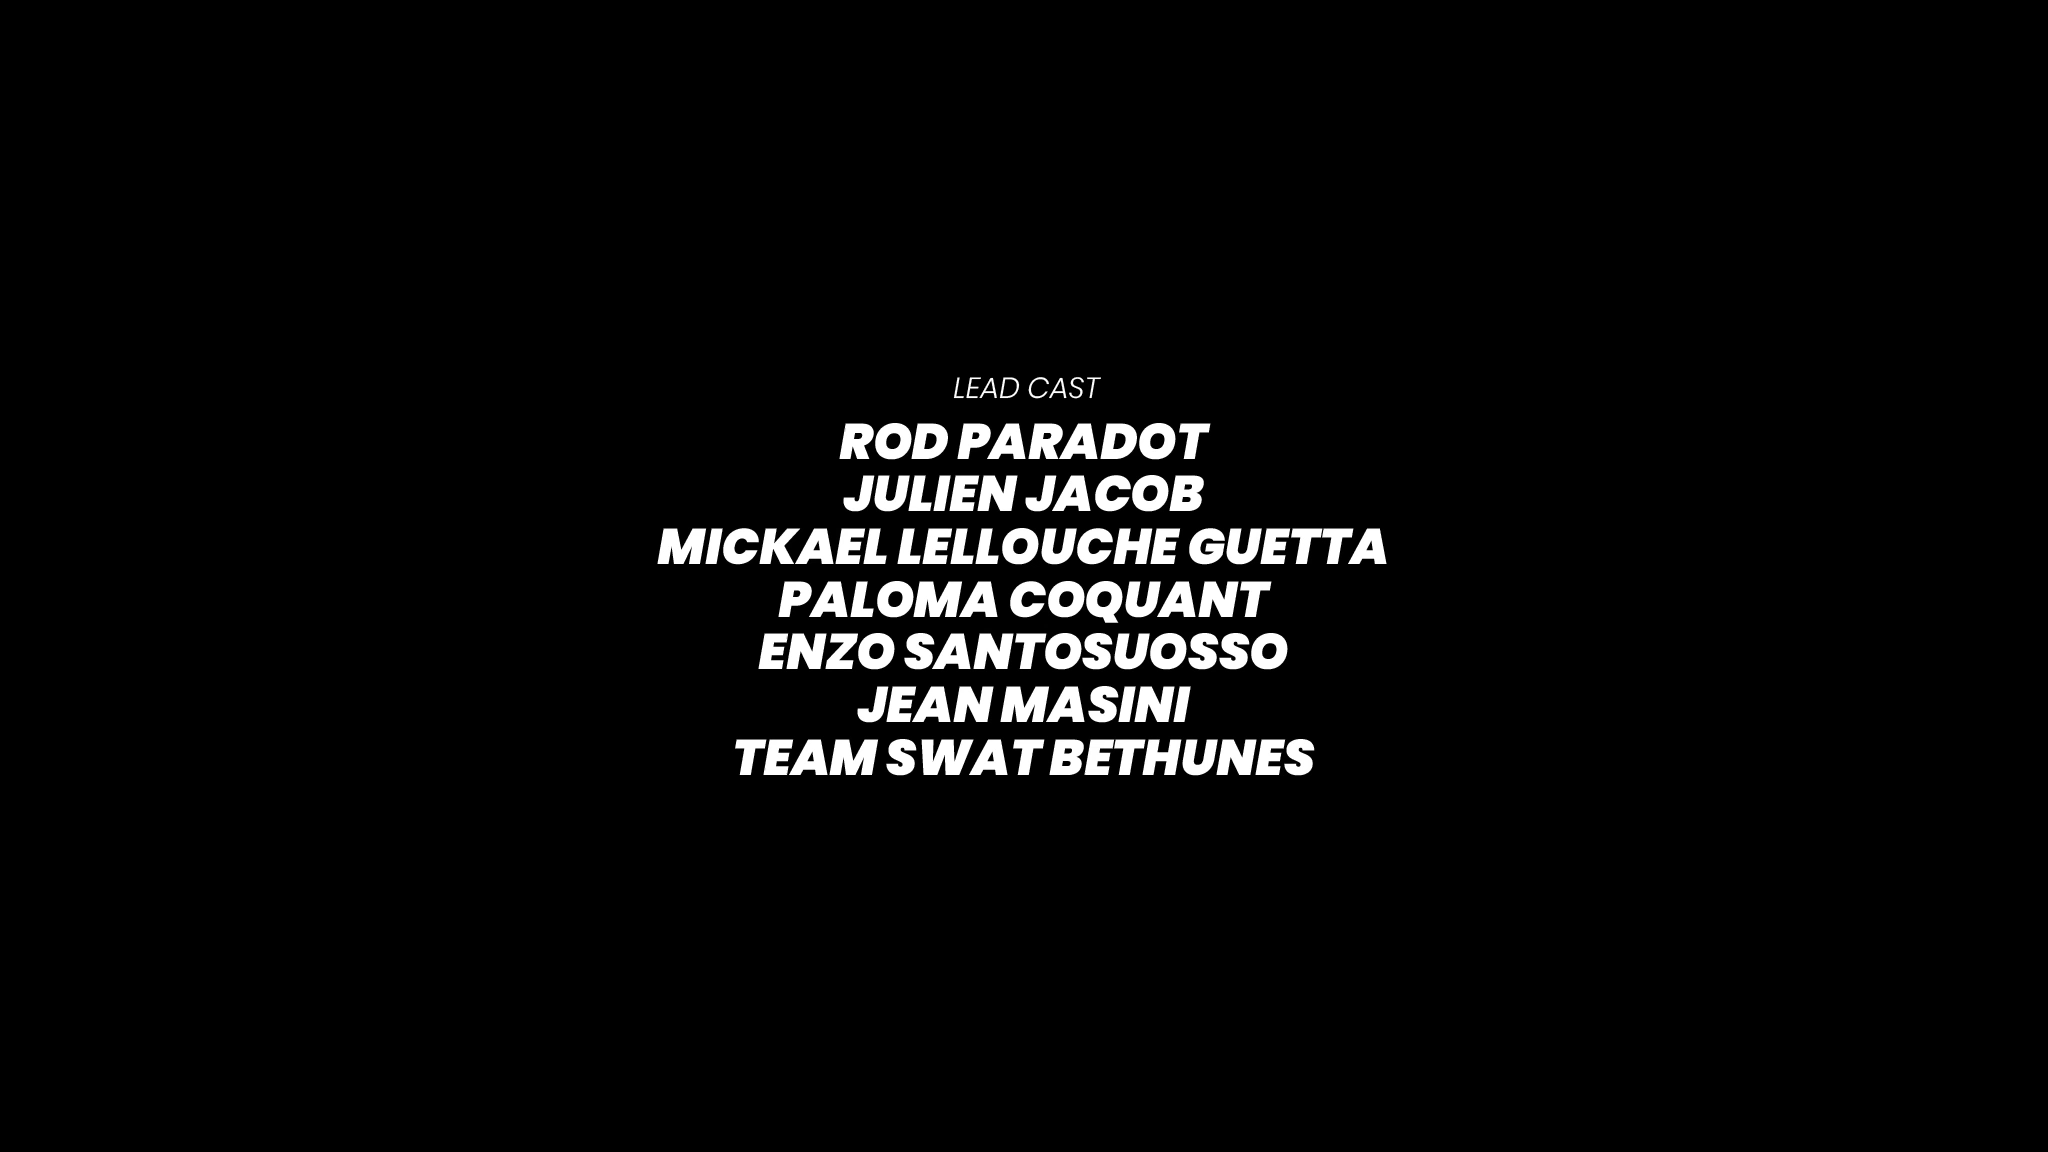 LEAD CAST
ROD PARADOT
JULIEN JACOB
MICKAEL LELLOUCHE GUETTA
PALOMA COQUANT
ENZO SANTOSUOSSO
JEAN MASINI
TEAM SWAT BETHUNES